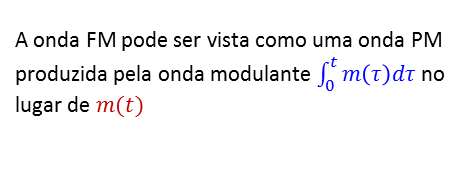 A onda FM pode ser vista como uma onda PM
produzida pela onda modulante ∫₀ᵗ m(τ)dτ no
lugar de m(t)